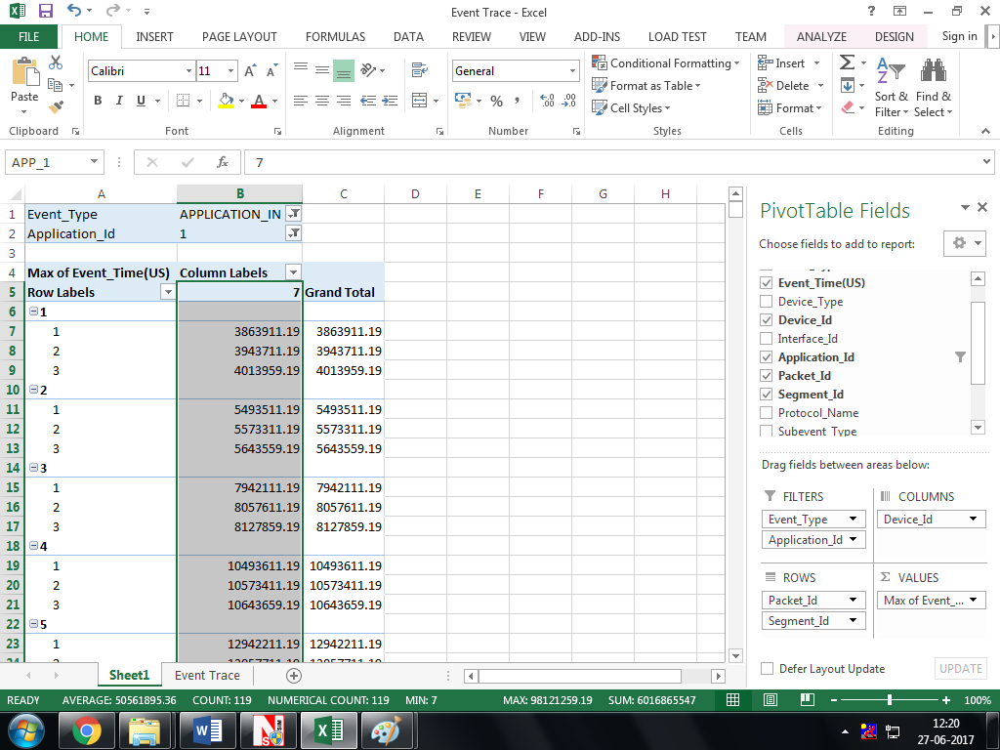 Event Trace - Excel
FILE HOME INSERT PAGE LAYOUT FORMULAS DATA REVIEW VIEW ADD-INS LOAD TEST TEAM ANALYZE DESIGN Sign in
Paste
Calibri 11
B I U
General
% ,
Conditional Formatting
Format as Table
Cell Styles
Insert
Delete
Format
Sort & Filter
Find & Select
Clipboard Font Alignment Number Styles Cells Editing
APP_1 fx 7
A B C D E F G H
1 Event_Type APPLICATION_IN
2 Application_Id 1
3
4 Max of Event_Time(US) Column Labels
5 Row Labels 7 Grand Total
6 1
7 1 3863911.19 3863911.19
8 2 3943711.19 3943711.19
9 3 4013959.19 4013959.19
10 2
11 1 5493511.19 5493511.19
12 2 5573311.19 5573311.19
13 3 5643559.19 5643559.19
14 3
15 1 7942111.19 7942111.19
16 2 8057611.19 8057611.19
17 3 8127859.19 8127859.19
18 4
19 1 10493611.19 10493611.19
20 2 10573411.19 10573411.19
21 3 10643659.19 10643659.19
22 5
23 1 12942211.19 12942211.19
PivotTable Fields
Choose fields to add to report:
Event_Time(US)
Device_Type
Device_Id
Interface_Id
Application_Id
Packet_Id
Segment_Id
Protocol_Name
Subevent_Type
Drag fields between areas below:
FILTERS
Event_Type
Application_Id
COLUMNS
Device_Id
ROWS
Packet_Id
Segment_Id
VALUES
Max of Event_...
Defer Layout Update UPDATE
Sheet1 Event Trace
READY AVERAGE: 50561895.36 COUNT: 119 NUMERICAL COUNT: 119 MIN: 7 MAX: 98121259.19 SUM: 6016865547 100%
12:20
27-06-2017